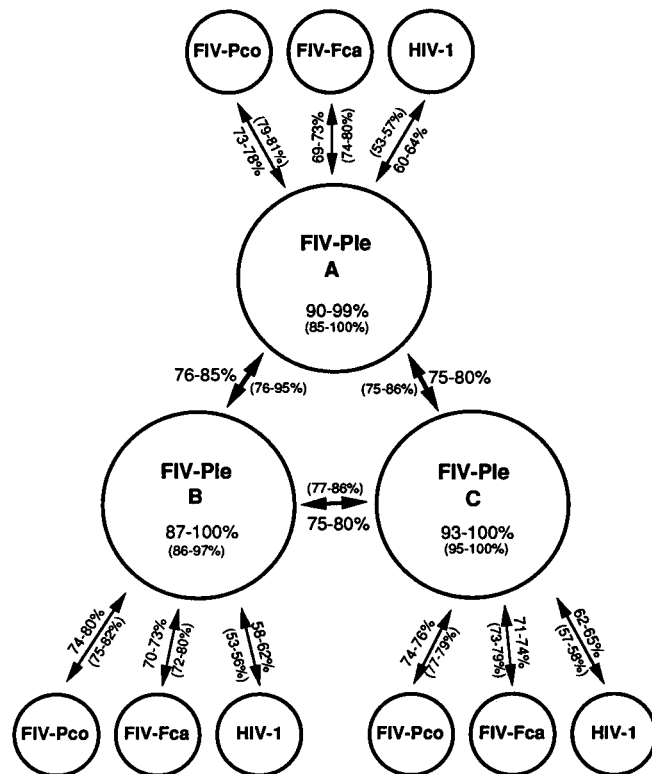 FIV-Pco
FIV-Fca
HIV-1
(79-81%)
73-78%
69-73%
(74-80%)
(53-57%)
60-64%
FIV-Ple
A
90-99%
(85-100%)
76-85%
(76-95%)
(75-86%)
75-80%
FIV-Ple
B
87-100%
(86-97%)
(77-86%)
75-80%
FIV-Ple
C
93-100%
(95-100%)
74-80%
(75-82%)
70-73%
(72-80%)
58-62%
(53-56%)
74-76%
(77-79%)
71-74%
(73-79%)
62-65%
(57-58%)
FIV-Pco
FIV-Fca
HIV-1
FIV-Pco
FIV-Fca
HIV-1